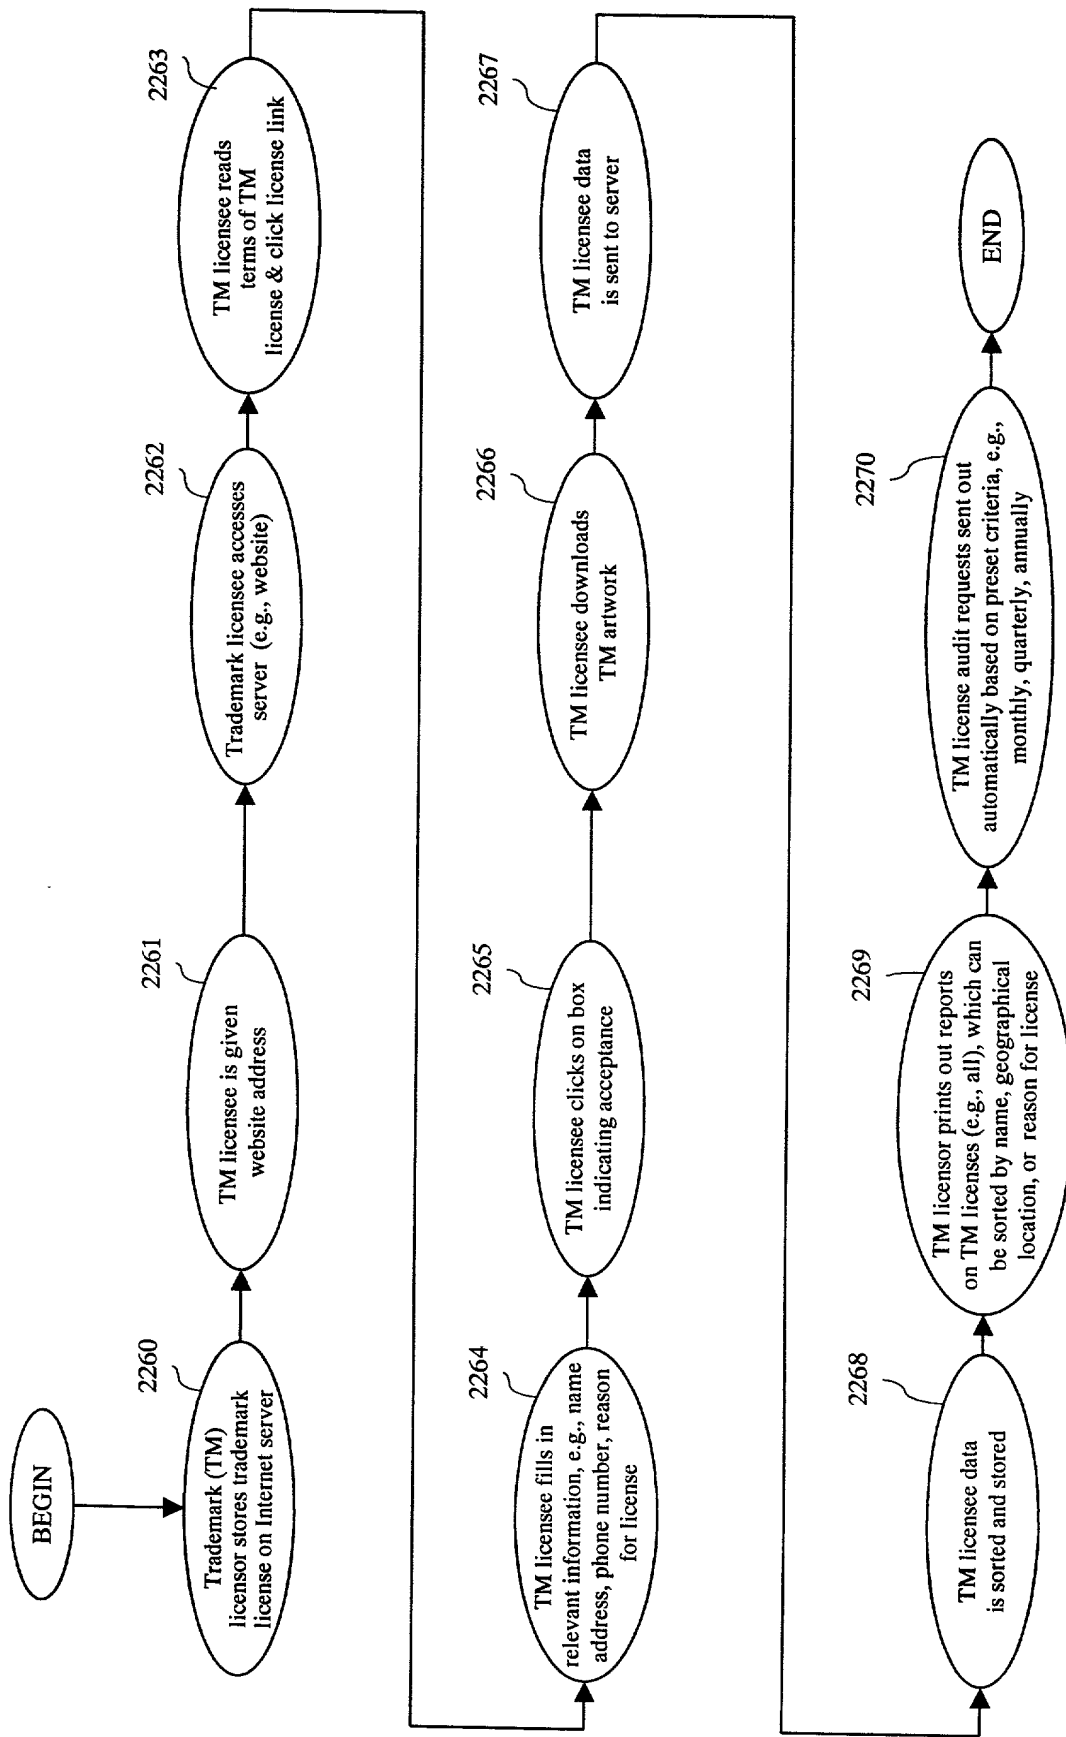 BEGIN
2260
Trademark (TM)
licensor stores trademark
license on Internet server
2261
TM licensee is given
website address
2262
Trademark licensee accesses
server (e.g., website)
2263
TM licensee reads
terms of TM
license & click license link
2264
TM licensee fills in
relevant information, e.g., name
address, phone number, reason
for license
2265
TM licensee clicks on box
indicating acceptance
2266
TM licensee downloads
TM artwork
2267
TM licensee data
is sent to server
2268
TM licensee data
is sorted and stored
2269
TM licensor prints out reports
on TM licenses (e.g., all), which can
be sorted by name, geographical
location, or reason for license
2270
TM license audit requests sent out
automatically based on preset criteria, e.g.,
monthly, quarterly, annually
END